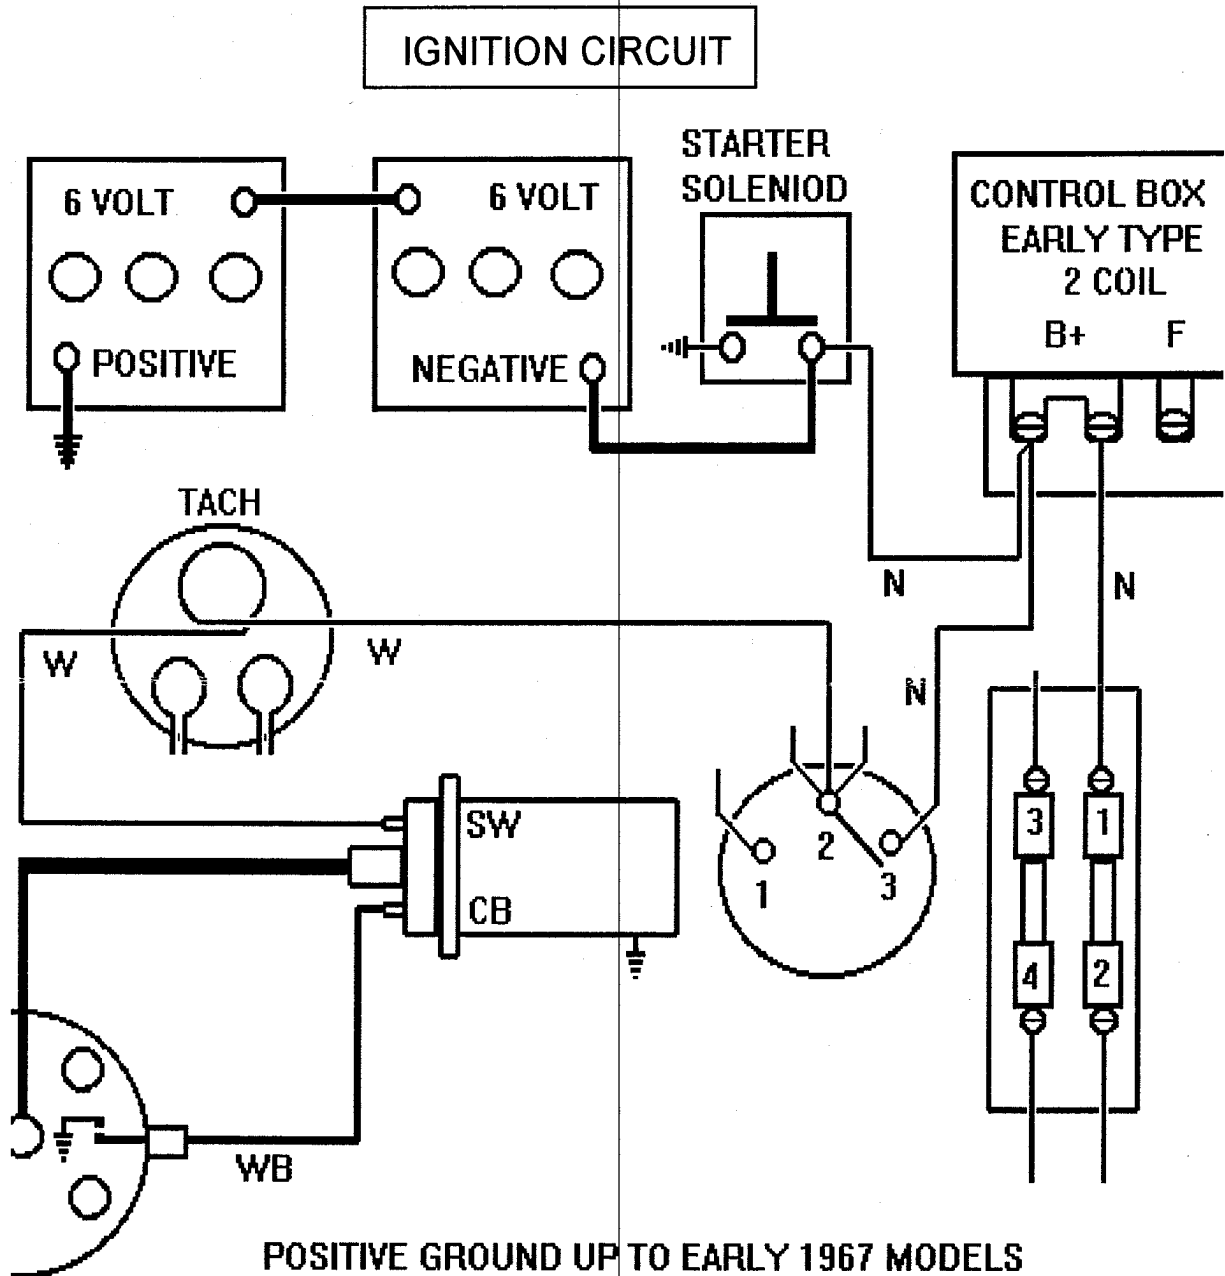 IGNITION CIRCUIT
STARTER
SOLENIOD
6 VOLT
6 VOLT
CONTROL BOX
EARLY TYPE
2 COIL
B+ F
POSITIVE
NEGATIVE
TACH
N
N
W
W
N
SW
CB
1
2
3
3
1
4
2
WB
POSITIVE GROUND UP TO EARLY 1967 MODELS